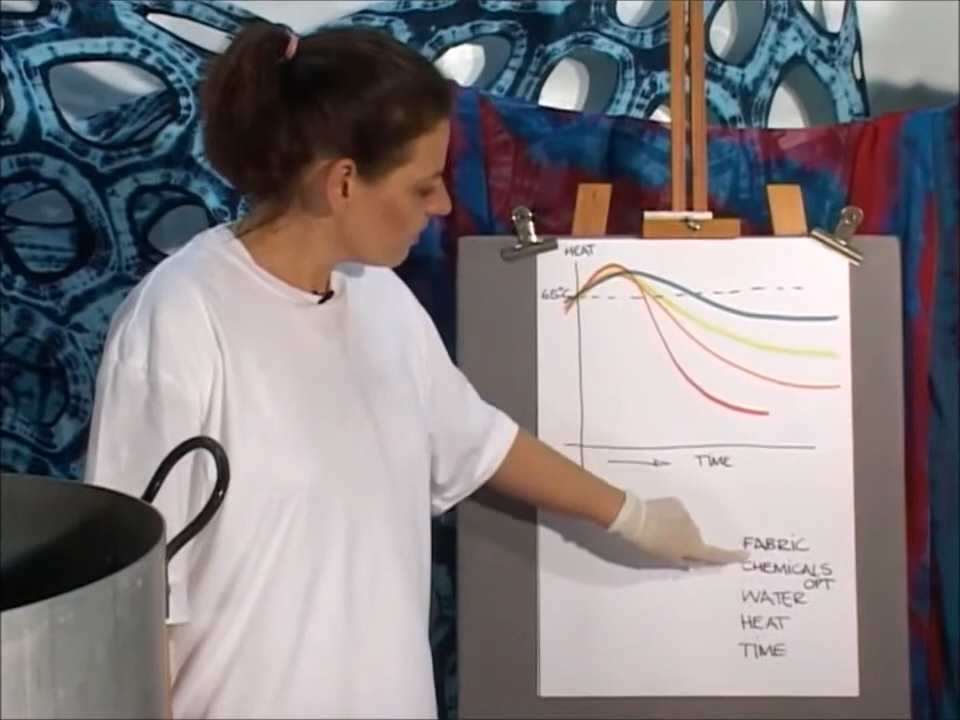 HEAT
65°C
TIME
FABRIC
CHEMICALS
OPT
WATER
HEAT
TIME